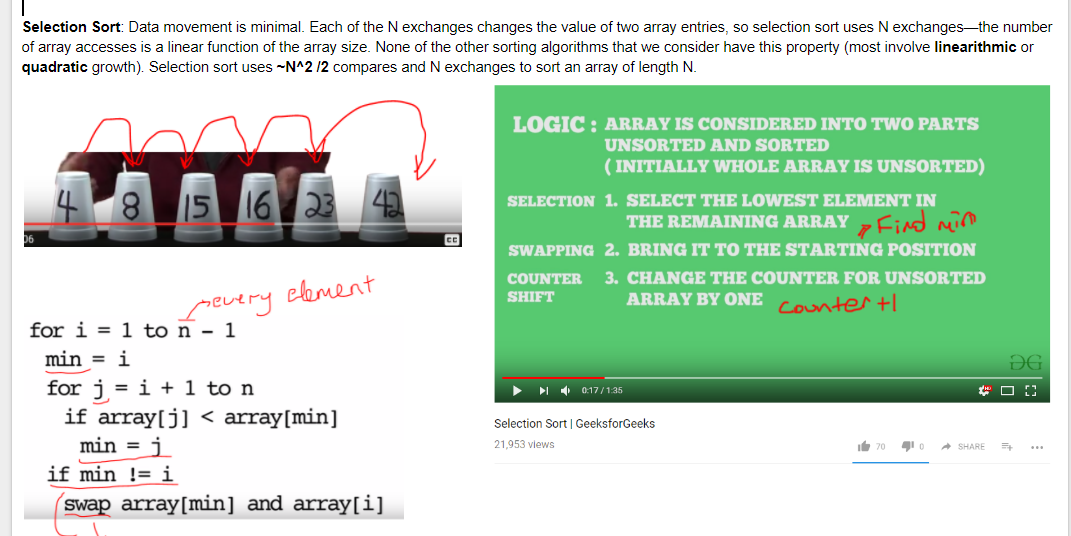 Selection Sort: Data movement is minimal. Each of the N exchanges changes the value of two array entries, so selection sort uses N exchanges—the number
of array accesses is a linear function of the array size. None of the other sorting algorithms that we consider have this property (most involve linearithmic or
quadratic growth). Selection sort uses ~N^2 /2 compares and N exchanges to sort an array of length N.
4 8 15 16 23 42
06
CC
every element
for i = 1 to n - 1
min = i
for j = i + 1 to n
if array[j] < array[min]
min = j
if min != i
swap array[min] and array[i]
LOGIC : ARRAY IS CONSIDERED INTO TWO PARTS
UNSORTED AND SORTED
( INITIALLY WHOLE ARRAY IS UNSORTED)
SELECTION 1. SELECT THE LOWEST ELEMENT IN
THE REMAINING ARRAY Find min
SWAPPING 2. BRING IT TO THE STARTING POSITION
COUNTER 3. CHANGE THE COUNTER FOR UNSORTED
SHIFT ARRAY BY ONE counter +1
GG
0:17 / 1:35
HD
Selection Sort | GeeksforGeeks
21,953 views
70 0 SHARE